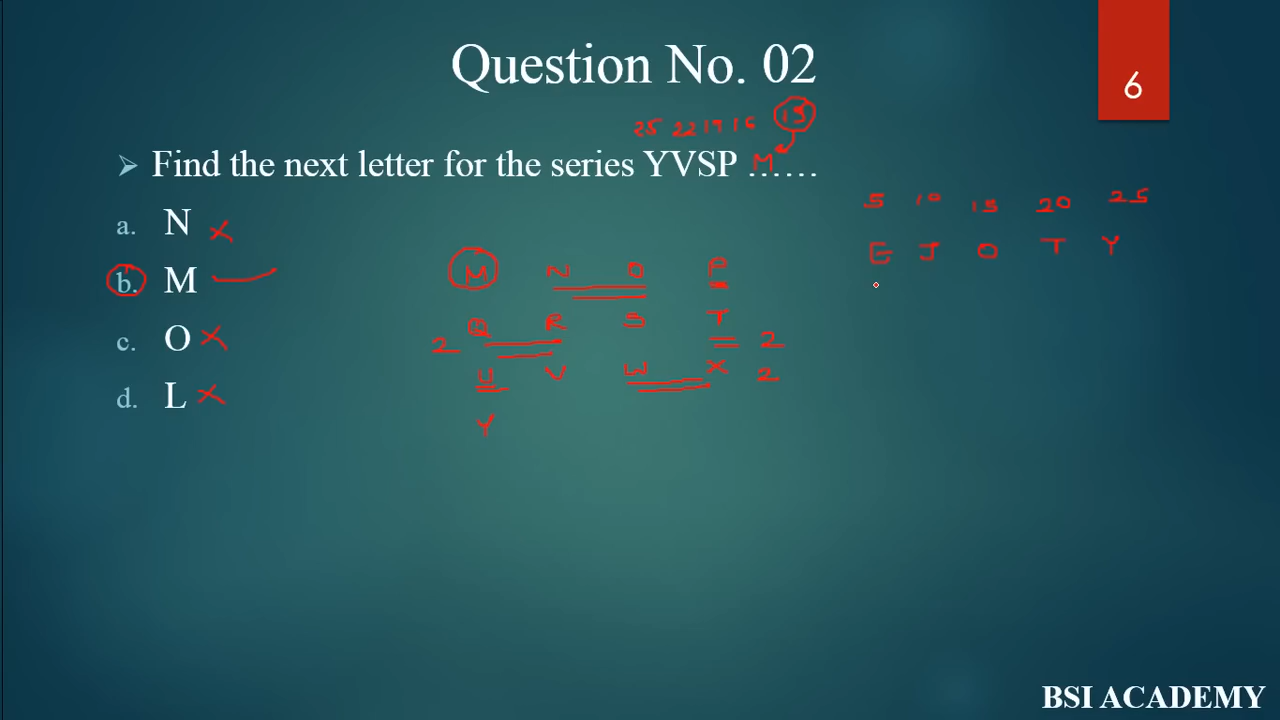 Question No. 02
6
25 22 19 16 13
➢ Find the next letter for the series YVSP ...... M
5 10 15 20 25
E J O T Y
a. N ×
b. M
c. O ×
d. L ×
M N O P
Q R S T
2 2
U V W X 2
Y
BSI ACADEMY